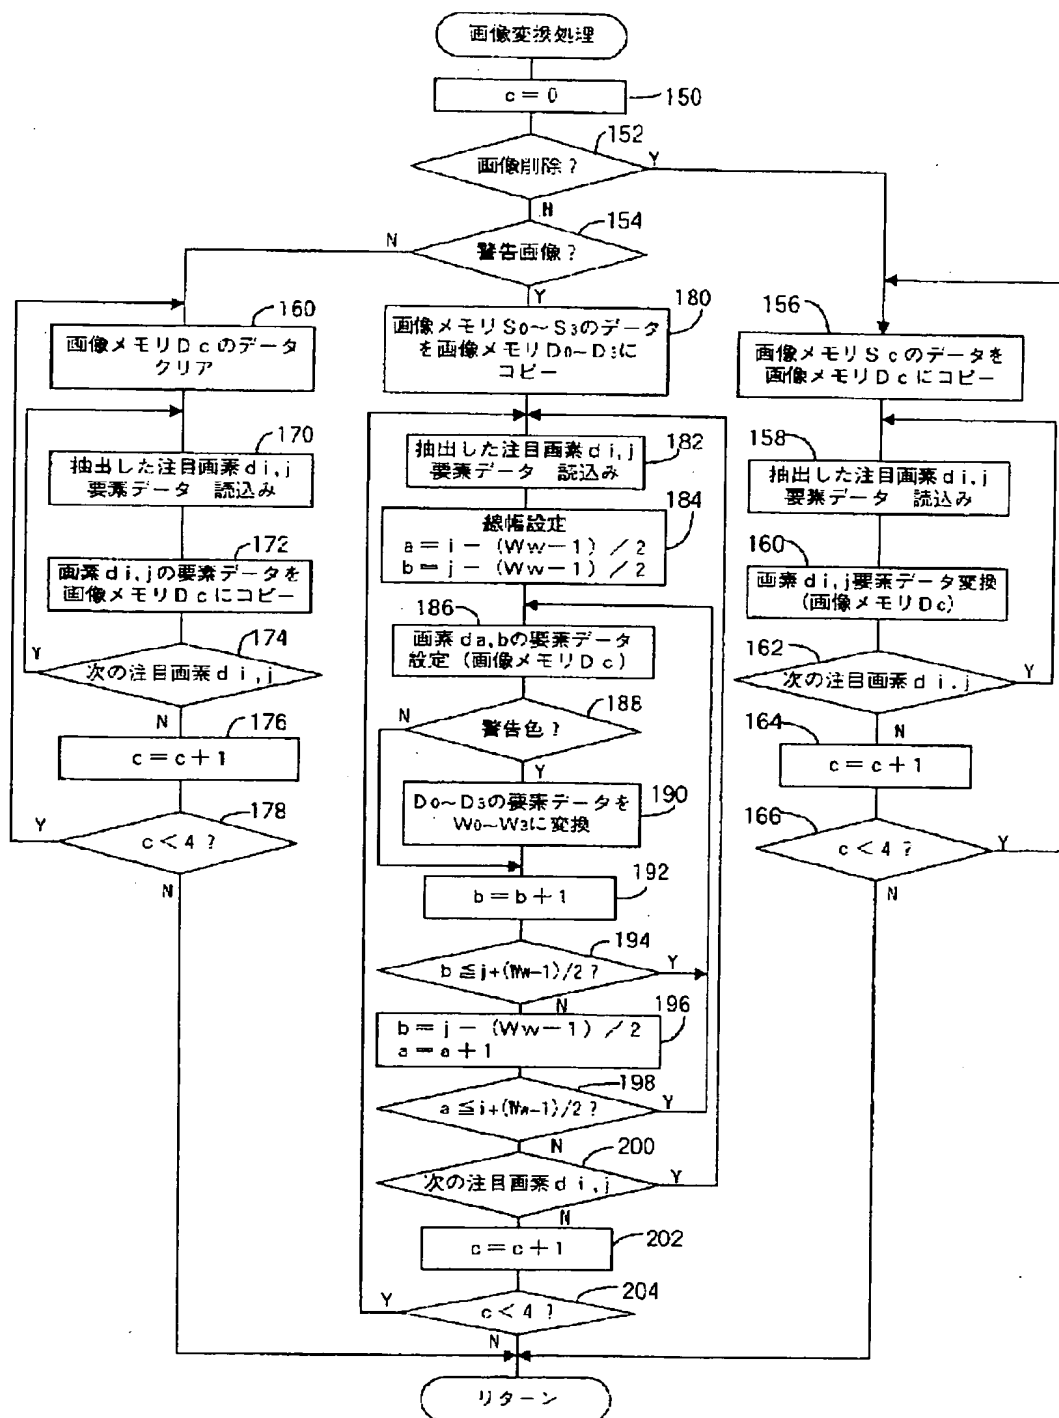 画像変換処理
c＝0
150
152
画像削除？
Y
N
154
警告画像？
N
Y
160
画像メモリDcのデータ
クリア
170
抽出した注目画素di,j
要素データ 読込み
172
画素di,jの要素データを
画像メモリDcにコピー
174
次の注目画素di,j
Y
N
176
c＝c＋1
178
c＜4？
Y
N
180
画像メモリS0～S3のデータ
を画像メモリD0～D3に
コピー
182
抽出した注目画素di,j
要素データ 読込み
184
線幅設定
a＝i－(Ww－1)／2
b＝j－(Ww－1)／2
186
画素da,bの要素データ
設定（画像メモリDc）
188
警告色？
N
Y
190
D0～D3の要素データを
W0～W3に変換
192
b＝b＋1
194
b≦j+(Ww-1)/2？
Y
N
196
b＝j－(Ww－1)／2
a＝a＋1
198
a≦i+(Ww-1)/2？
Y
N
200
次の注目画素di,j
Y
N
202
c＝c＋1
204
c＜4？
Y
N
156
画像メモリScのデータを
画像メモリDcにコピー
158
抽出した注目画素di,j
要素データ 読込み
160
画素di,j要素データ変換
(画像メモリDc)
162
次の注目画素di,j
Y
N
164
c＝c＋1
166
c＜4？
Y
N
リターン